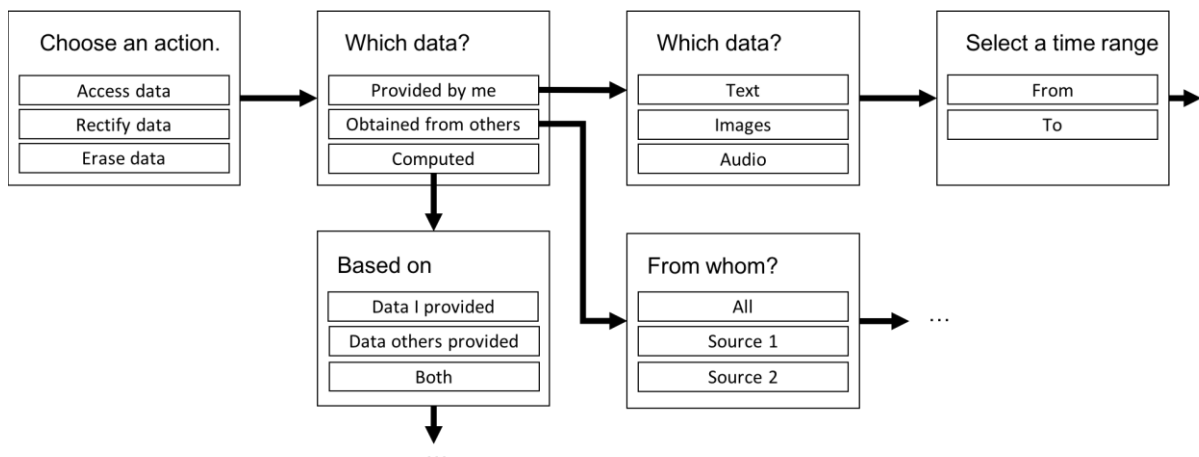 Choose an action.
Access data
Rectify data
Erase data
Which data?
Provided by me
Obtained from others
Computed
Which data?
Text
Images
Audio
Select a time range
From
To
Based on
Data I provided
Data others provided
Both
...
From whom?
All
Source 1
Source 2
...